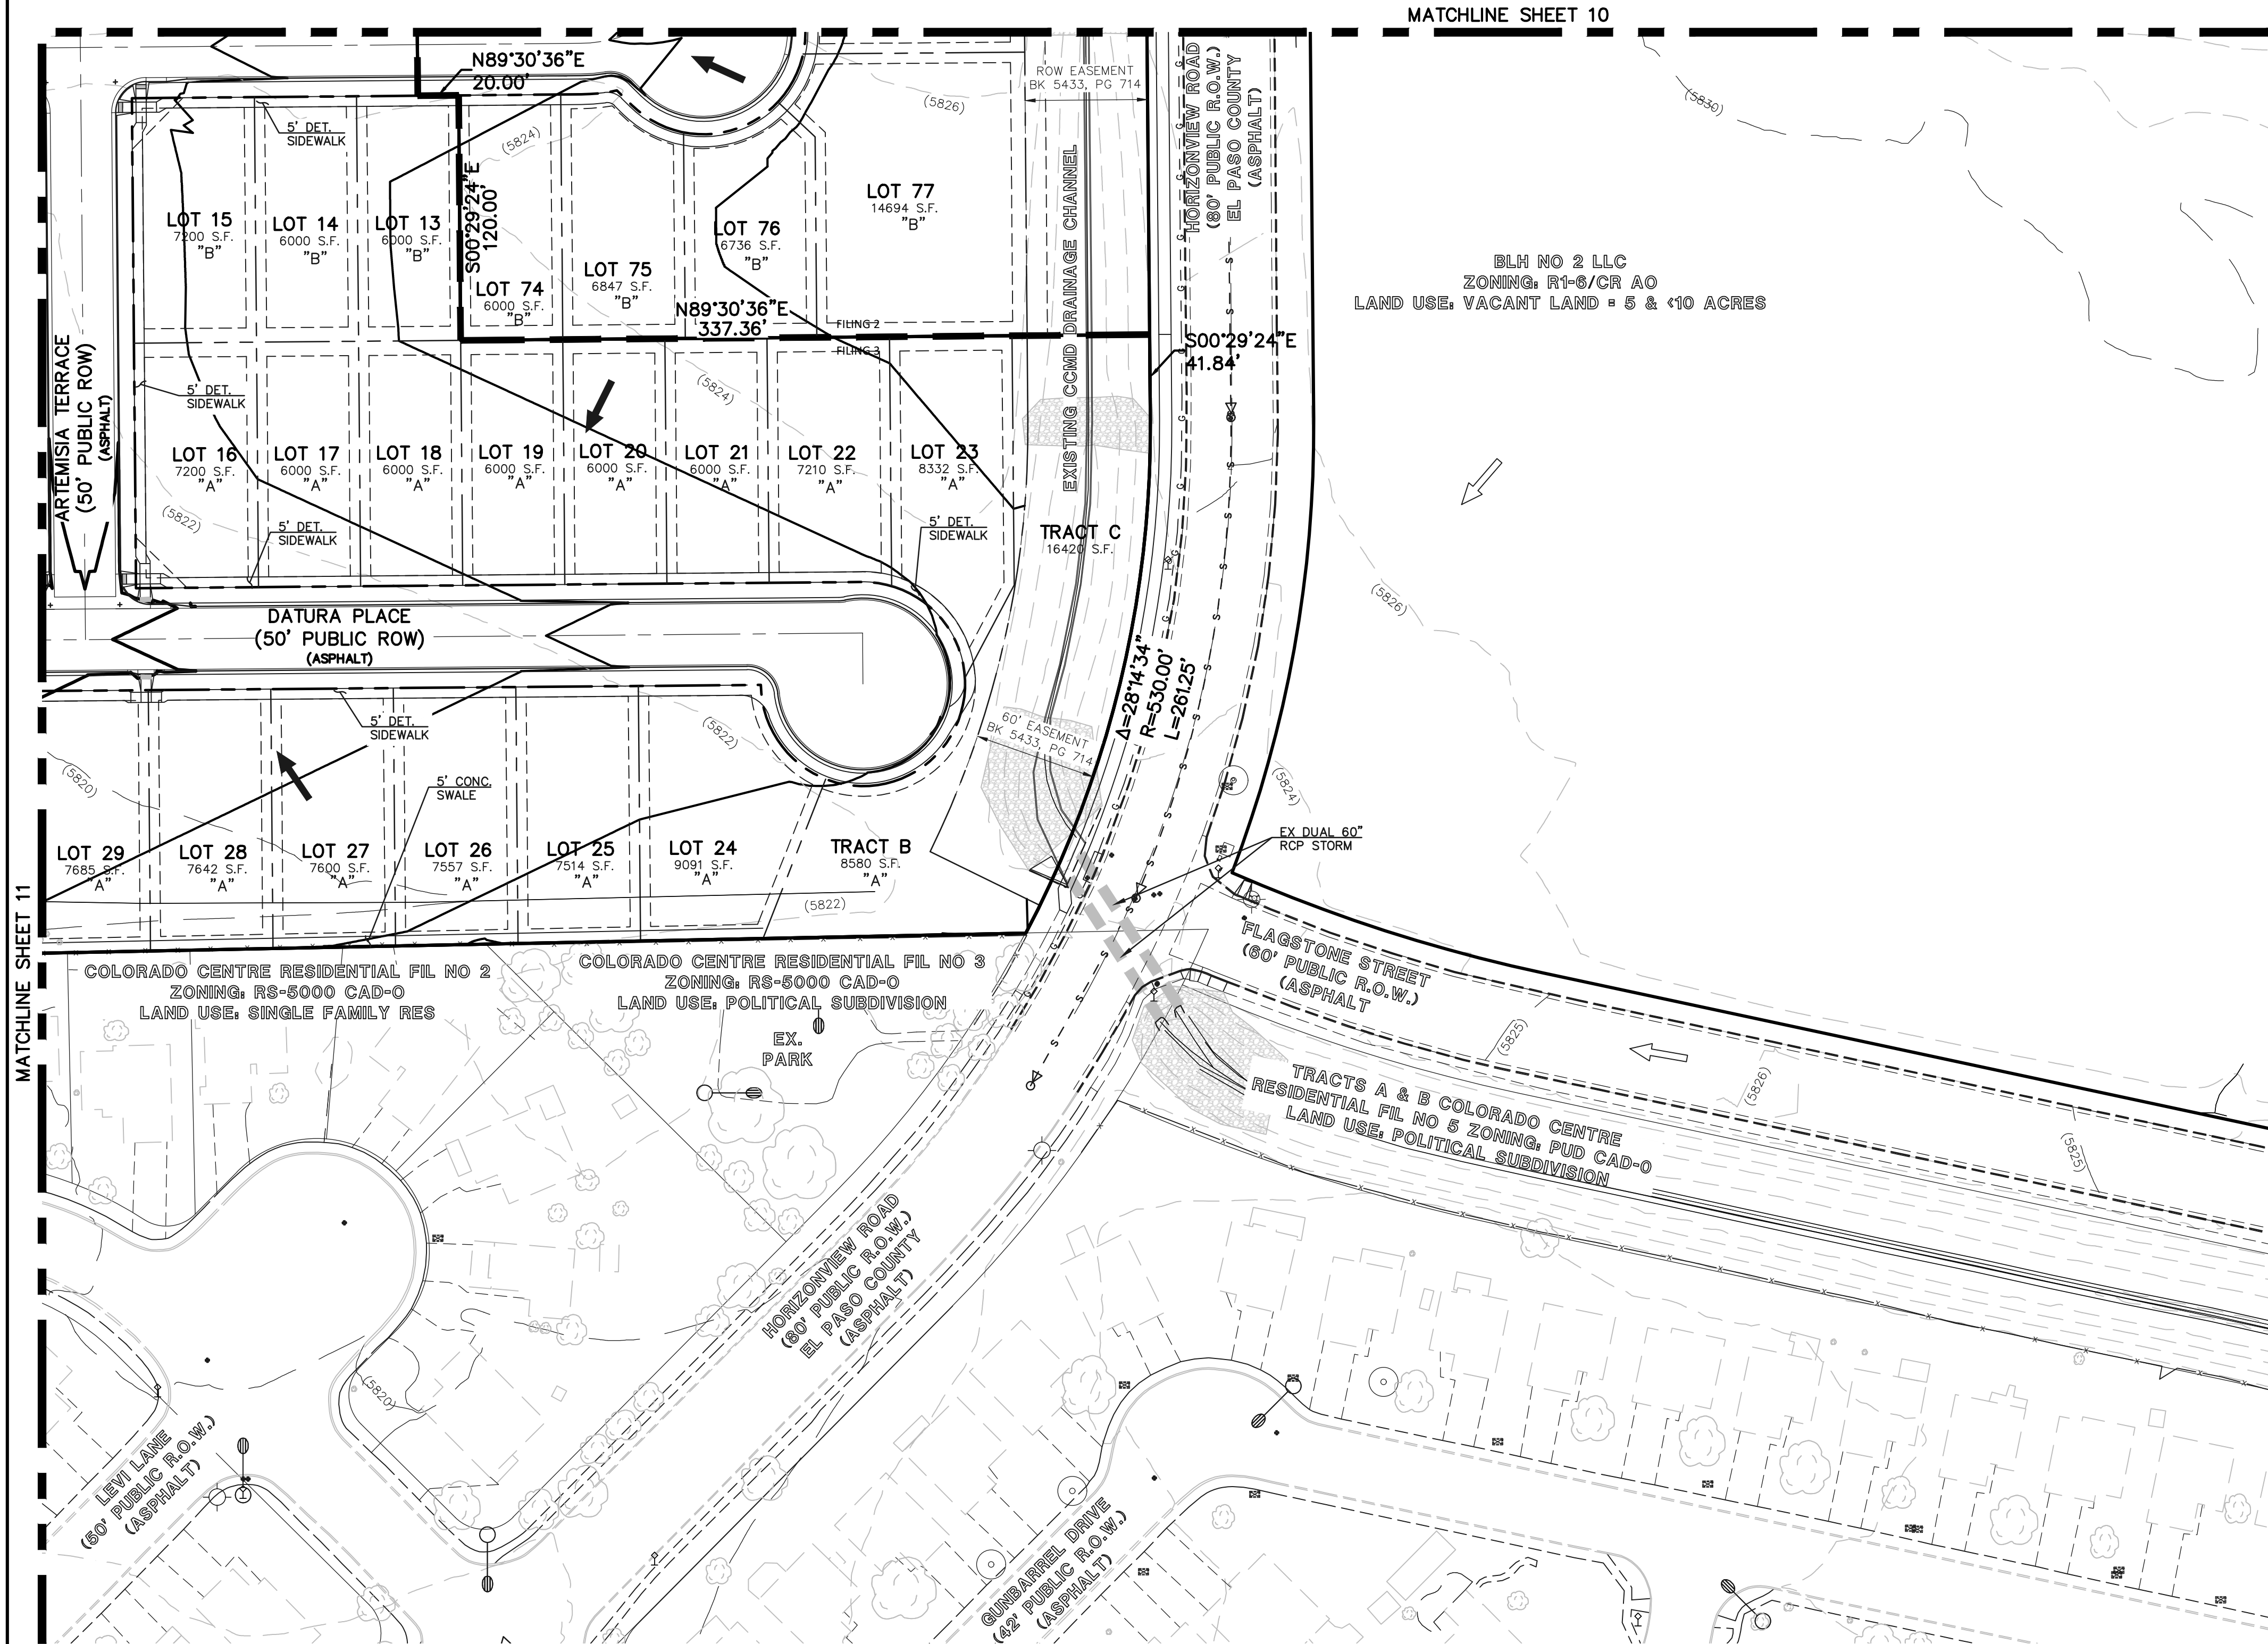 MATCHLINE SHEET 10
N89°30'36"E
20.00'
ROW EASEMENT
BK 5433, PG 714
HORIZONVIEW ROAD
(80' PUBLIC R.O.W.)
EL PASO COUNTY
(ASPHALT)
(5826)
(5830)
5' DET.
SIDEWALK
(5824)
S00°29'24"E
120.00'
LOT 15
7200 S.F.
"B"
LOT 14
6000 S.F.
"B"
LOT 13
6000 S.F.
"B"
LOT 74
6000 S.F.
"B"
LOT 75
6847 S.F.
"B"
LOT 76
6736 S.F.
"B"
LOT 77
14694 S.F.
"B"
EXISTING CCMD DRAINAGE CHANNEL
BLH NO 2 LLC
ZONING: R1-6/CR AO
LAND USE: VACANT LAND = 5 & <10 ACRES
N89°30'36"E
337.36'
FILING 2
FILING 3
S00°29'24"E
41.84'
ARTEMISIA TERRACE
(50' PUBLIC ROW)
(ASPHALT)
5' DET.
SIDEWALK
(5824)
LOT 16
7200 S.F.
"A"
LOT 17
6000 S.F.
"A"
LOT 18
6000 S.F.
"A"
LOT 19
6000 S.F.
"A"
LOT 20
6000 S.F.
"A"
LOT 21
6000 S.F.
"A"
LOT 22
7210 S.F.
"A"
LOT 23
8332 S.F.
"A"
(5822)
5' DET.
SIDEWALK
5' DET.
SIDEWALK
TRACT C
16420 S.F.
(5826)
DATURA PLACE
(50' PUBLIC ROW)
(ASPHALT)
Δ=28°14'34"
R=530.00'
L=261.25'
5' DET.
SIDEWALK
(5822)
60' EASEMENT
BK 5433, PG 714
(5820)
5' CONC.
SWALE
(5824)
EX DUAL 60"
RCP STORM
LOT 29
7685 S.F.
"A"
LOT 28
7642 S.F.
"A"
LOT 27
7600 S.F.
"A"
LOT 26
7557 S.F.
"A"
LOT 25
7514 S.F.
"A"
LOT 24
9091 S.F.
"A"
TRACT B
8580 S.F.
"A"
(5822)
MATCHLINE SHEET 11
COLORADO CENTRE RESIDENTIAL FIL NO 2
ZONING: RS-5000 CAD-O
LAND USE: SINGLE FAMILY RES
COLORADO CENTRE RESIDENTIAL FIL NO 3
ZONING: RS-5000 CAD-O
LAND USE: POLITICAL SUBDIVISION
EX.
PARK
FLAGSTONE STREET
(60' PUBLIC R.O.W.)
(ASPHALT
(5825)
(5826)
(5825)
TRACTS A & B COLORADO CENTRE
RESIDENTIAL FIL NO 5 ZONING: PUD CAD-O
LAND USE: POLITICAL SUBDIVISION
HORIZONVIEW ROAD
(80' PUBLIC R.O.W.)
EL PASO COUNTY
(ASPHALT)
(5820)
LEVI LANE
(50' PUBLIC R.O.W.)
(ASPHALT)
GUNBARREL DRIVE
(42' PUBLIC R.O.W.)
(ASPHALT)